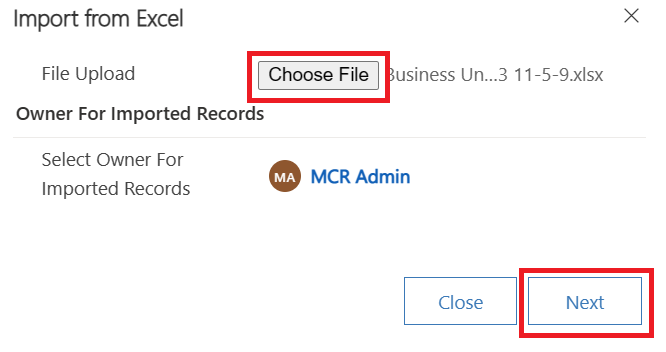 Import from Excel
File Upload Choose File Business Un...3 11-5-9.xlsx
Owner For Imported Records
Select Owner For
Imported Records
MA MCR Admin
Close Next